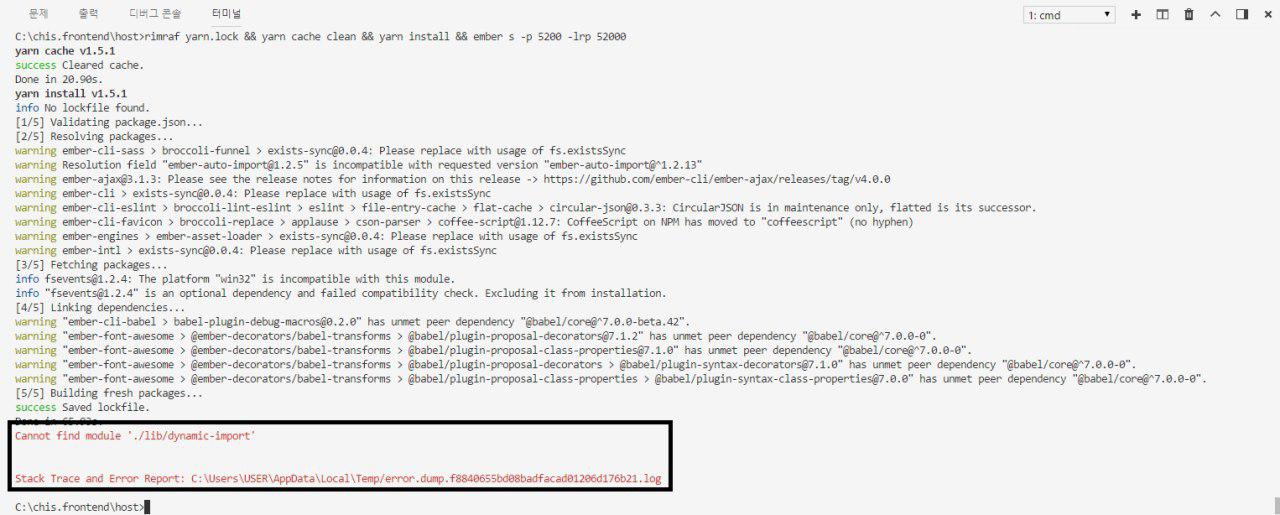 문제 출력 디버그 콘솔 터미널 1: cmd
C:\chis.frontend\host>rimraf yarn.lock && yarn cache clean && yarn install && ember s -p 5200 -lrp 52000
yarn cache v1.5.1
success Cleared cache.
Done in 20.90s.
yarn install v1.5.1
info No lockfile found.
[1/5] Validating package.json...
[2/5] Resolving packages...
warning ember-cli-sass > broccoli-funnel > exists-sync@0.0.4: Please replace with usage of fs.existsSync
warning Resolution field "ember-auto-import@1.2.5" is incompatible with requested version "ember-auto-import@^1.2.13"
warning ember-ajax@3.1.3: Please see the release notes for information on this release -> https://github.com/ember-cli/ember-ajax/releases/tag/v4.0.0
warning ember-cli > exists-sync@0.0.4: Please replace with usage of fs.existsSync
warning ember-cli-eslint > broccoli-lint-eslint > eslint > file-entry-cache > flat-cache > circular-json@0.3.3: CircularJSON is in maintenance only, flatted is its successor.
warning ember-cli-favicon > broccoli-replace > applause > cson-parser > coffee-script@1.12.7: CoffeeScript on NPM has moved to "coffeescript" (no hyphen)
warning ember-engines > ember-asset-loader > exists-sync@0.0.4: Please replace with usage of fs.existsSync
warning ember-intl > exists-sync@0.0.4: Please replace with usage of fs.existsSync
[3/5] Fetching packages...
info fsevents@1.2.4: The platform "win32" is incompatible with this module.
info "fsevents@1.2.4" is an optional dependency and failed compatibility check. Excluding it from installation.
[4/5] Linking dependencies...
warning "ember-cli-babel > babel-plugin-debug-macros@0.2.0" has unmet peer dependency "@babel/core@^7.0.0-beta.42".
warning "ember-font-awesome > @ember-decorators/babel-transforms > @babel/plugin-proposal-decorators@7.1.2" has unmet peer dependency "@babel/core@^7.0.0-0".
warning "ember-font-awesome > @ember-decorators/babel-transforms > @babel/plugin-proposal-class-properties@7.1.0" has unmet peer dependency "@babel/core@^7.0.0-0".
warning "ember-font-awesome > @ember-decorators/babel-transforms > @babel/plugin-proposal-decorators > @babel/plugin-syntax-decorators@7.1.0" has unmet peer dependency "@babel/core@^7.0.0-0".
warning "ember-font-awesome > @ember-decorators/babel-transforms > @babel/plugin-proposal-class-properties > @babel/plugin-syntax-class-properties@7.0.0" has unmet peer dependency "@babel/core@^7.0.0-0".
[5/5] Building fresh packages...
success Saved lockfile.
Done in
Cannot find module './lib/dynamic-import'
Stack Trace and Error Report: C:\Users\USER\AppData\Local\Temp/error.dump.f8840655bd08badfacad01206d176b21.log
C:\chis.frontend\host>